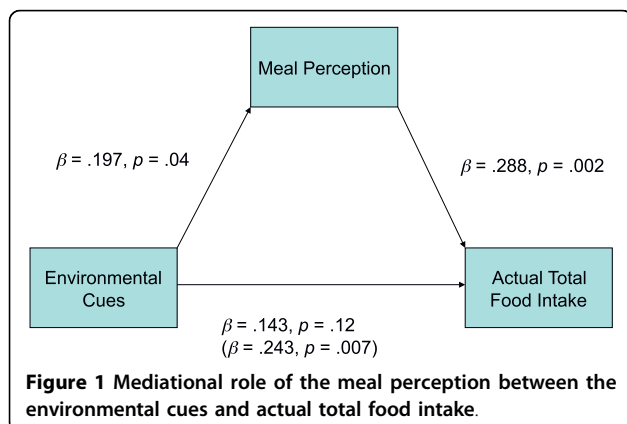 Meal Perception
β = .197, p = .04
β = .288, p = .002
Environmental
Cues
Actual Total
Food Intake
β = .143, p = .12
(β = .243, p = .007)
Figure 1 Mediational role of the meal perception between the
environmental cues and actual total food intake.